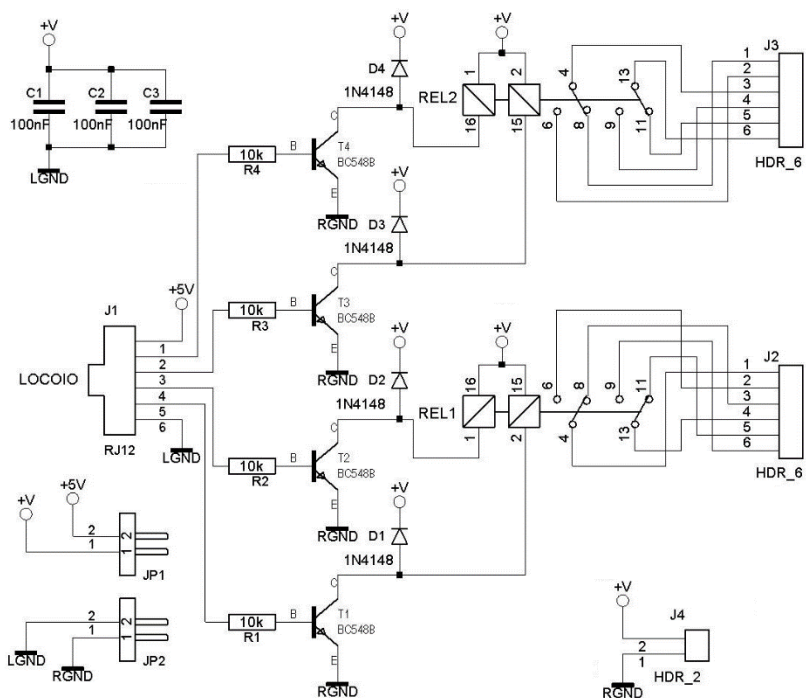 +V
C1
C2
C3
100nF
100nF
100nF
LGND
+V
D4
1N4148
C
B
T4
BC548B
E
10k
R4
RGND
+V
D3
1N4148
REL2
+V
1
2
16
15
4
13
6
8
9
11
J3
1
2
3
4
5
6
HDR_6
+5V
J1
1
2
3
4
5
6
LOCOIO
RJ12
LGND
C
B
T3
BC548B
E
10k
R3
RGND
+V
D2
1N4148
REL1
+V
16
15
1
2
6
8
9
11
4
13
J2
1
2
3
4
5
6
HDR_6
C
B
T2
BC548B
E
10k
R2
RGND
+V
D1
1N4148
+V
+5V
2
1
2
1
JP1
2
1
2
1
JP2
LGND
RGND
C
B
T1
BC548B
E
10k
R1
RGND
+V
J4
2
1
HDR_2
RGND